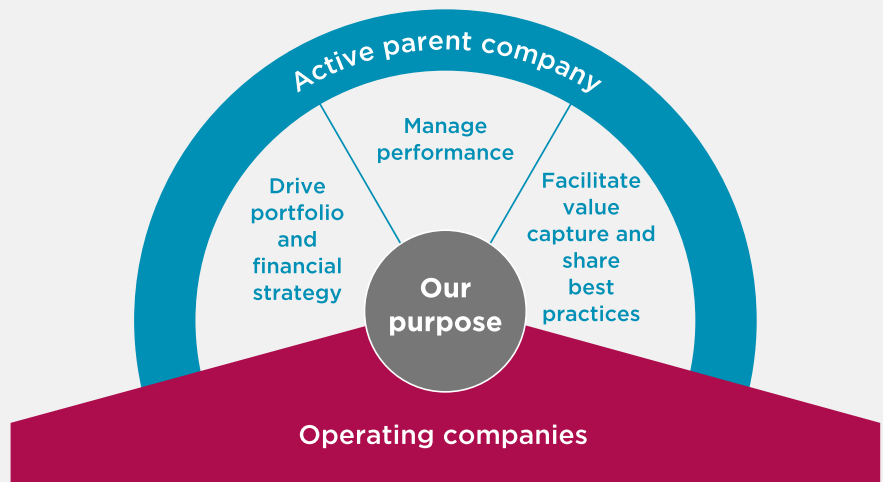 Active parent company
Manage
performance
Drive
portfolio
and
financial
strategy
Facilitate
value
capture and
share
best
practices
Our
purpose
Operating companies